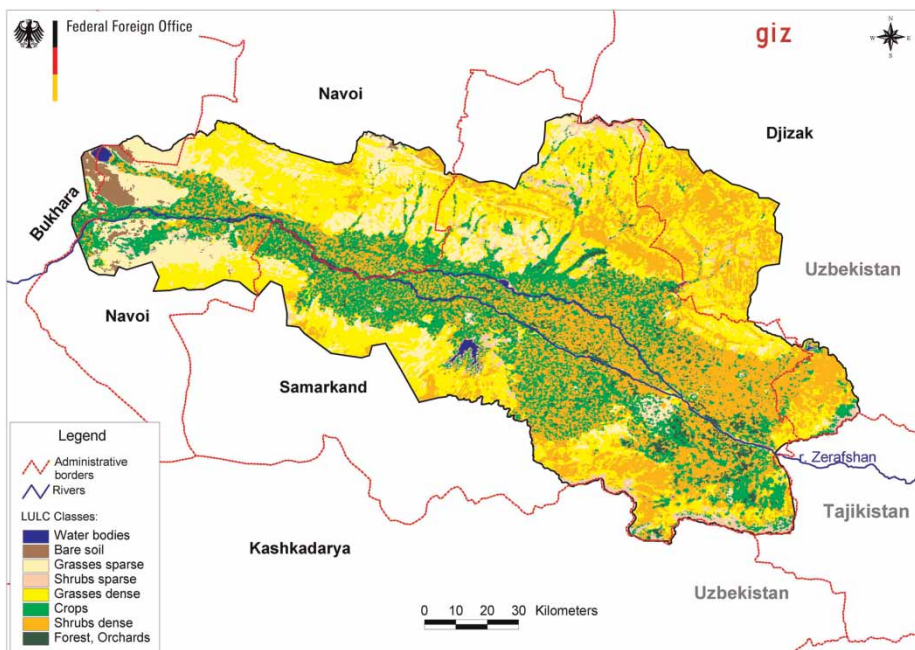 Federal Foreign Office
giz
N
W E
S
Navoi
Djizak
Bukhara
Uzbekistan
Navoi
Samarkand
r. Zerafshan
Tajikistan
Kashkadarya
Uzbekistan
Legend
Administrative
borders
Rivers
LULC Classes:
Water bodies
Bare soil
Grasses sparse
Shrubs sparse
Grasses dense
Crops
Shrubs dense
Forest, Orchards
0 10 20 30 Kilometers